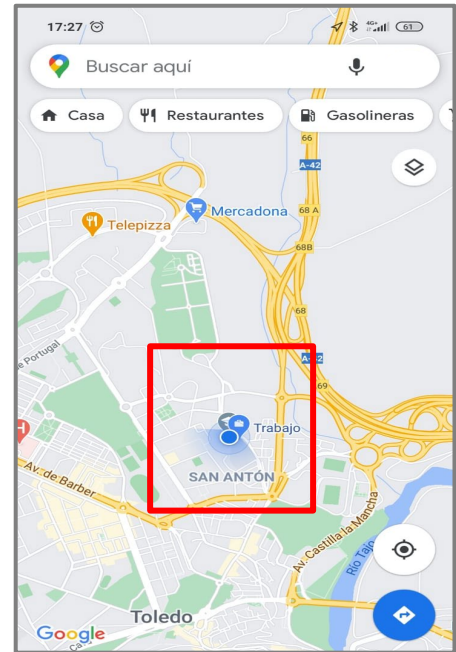 17:27
4G+
61
Buscar aquí
Casa
Restaurantes
Gasolineras
66
A-42
Mercadona
68 A
Telepizza
68B
68
e Portugal
A-42
69
H
Trabajo
Av. de Barber
SAN ANTÓN
Av. Castilla la Mancha
Río Tajo
Toledo
Google